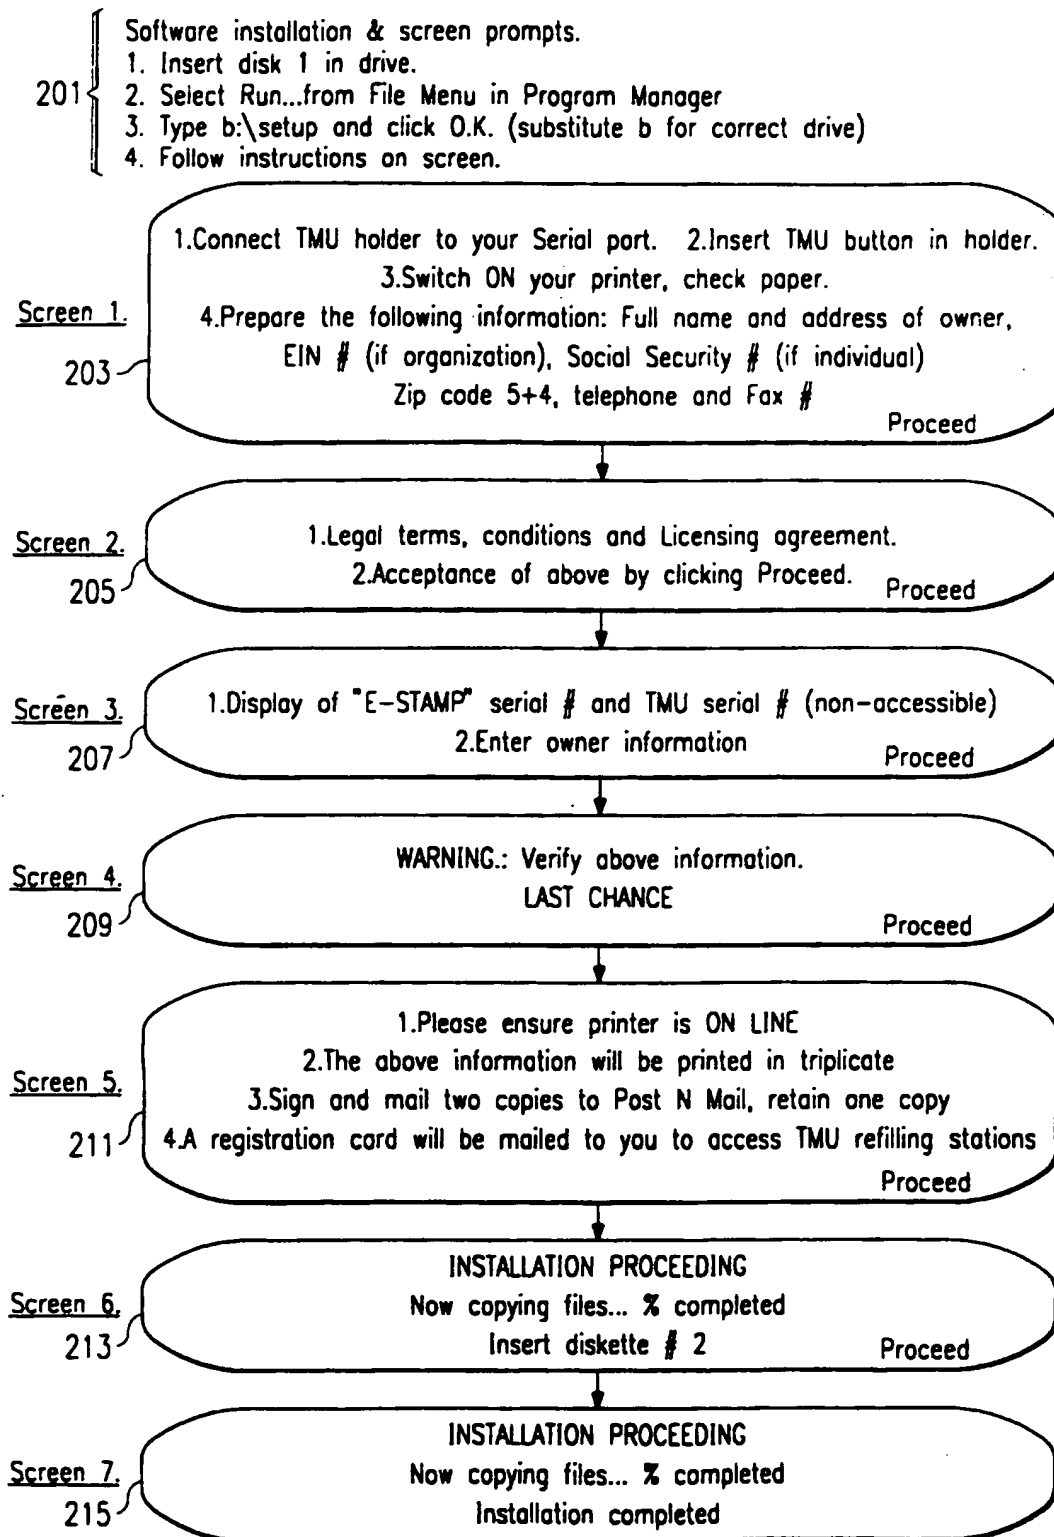 Software installation & screen prompts.
1. Insert disk 1 in drive.
201
2. Select Run...from File Menu in Program Manager
3. Type b:\setup and click O.K. (substitute b for correct drive)
4. Follow instructions on screen.
1.Connect TMU holder to your Serial port. 2.Insert TMU button in holder.
3.Switch ON your printer, check paper.
Screen 1.
4.Prepare the following information: Full name and address of owner,
203
EIN # (if organization), Social Security # (if individual)
Zip code 5+4, telephone and Fax #
Proceed
Screen 2.
1.Legal terms, conditions and Licensing agreement.
205
2.Acceptance of above by clicking Proceed.
Proceed
Screen 3.
1.Display of "E-STAMP" serial # and TMU serial # (non-accessible)
207
2.Enter owner information
Proceed
WARNING.: Verify above information.
Screen 4.
LAST CHANCE
209
Proceed
1.Please ensure printer is ON LINE
2.The above information will be printed in triplicate
Screen 5.
3.Sign and mail two copies to Post N Mail, retain one copy
211
4.A registration card will be mailed to you to access TMU refilling stations
Proceed
INSTALLATION PROCEEDING
Screen 6.
Now copying files... % completed
213
Insert diskette # 2
Proceed
INSTALLATION PROCEEDING
Screen 7.
Now copying files... % completed
215
Installation completed